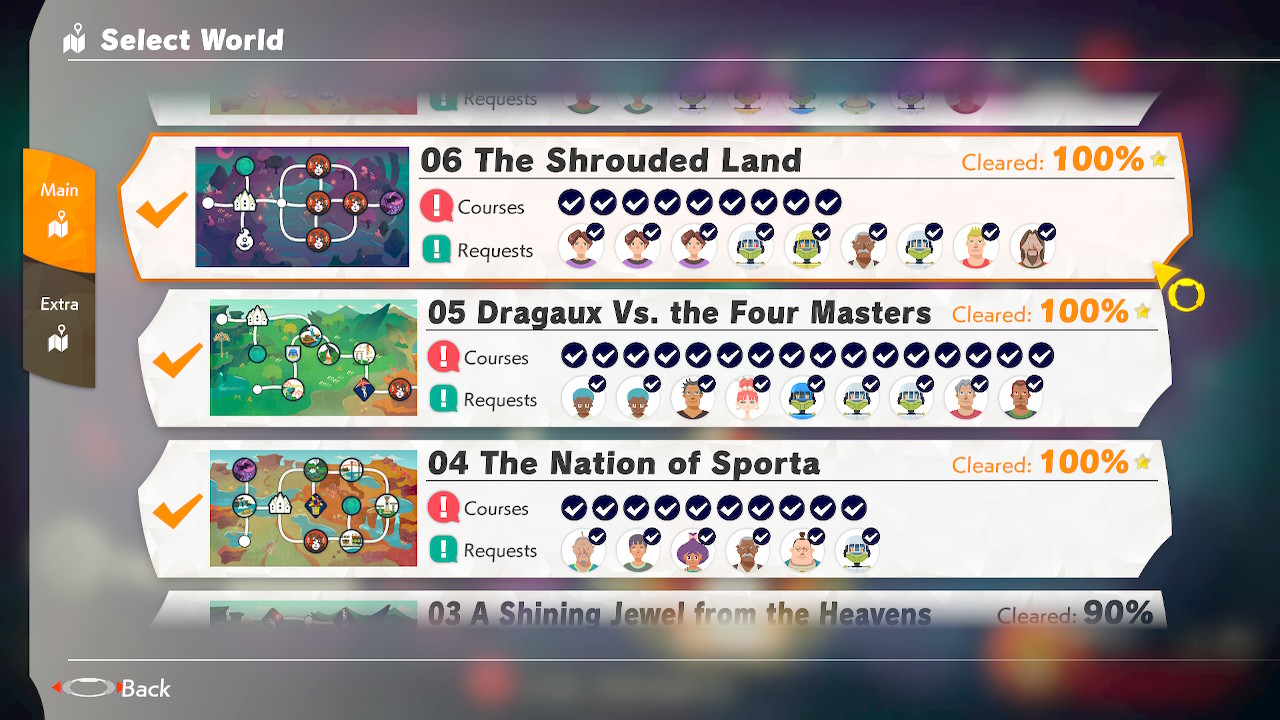 Select World
Requests
Main
Extra
06 The Shrouded Land
Cleared: 100%
! Courses
! Requests
05 Dragaux Vs. the Four Masters
Cleared: 100%
! Courses
! Requests
04 The Nation of Sporta
Cleared: 100%
! Courses
! Requests
03 A Shining Jewel from the Heavens
Cleared: 90%
Back